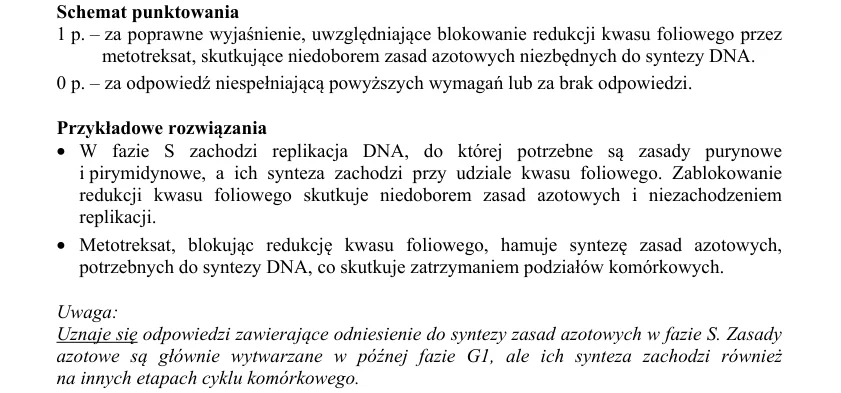 Schemat punktowania
1 p. – za poprawne wyjaśnienie, uwzględniające blokowanie redukcji kwasu foliowego przez
metotreksat, skutkujące niedoborem zasad azotowych niezbędnych do syntezy DNA.
0 p. – za odpowiedź niespełniającą powyższych wymagań lub za brak odpowiedzi.
Przykładowe rozwiązania
• W fazie S zachodzi replikacja DNA, do której potrzebne są zasady purynowe
i pirymidynowe, a ich synteza zachodzi przy udziale kwasu foliowego. Zablokowanie
redukcji kwasu foliowego skutkuje niedoborem zasad azotowych i niezachodzeniem
replikacji.
• Metotreksat, blokując redukcję kwasu foliowego, hamuje syntezę zasad azotowych,
potrzebnych do syntezy DNA, co skutkuje zatrzymaniem podziałów komórkowych.
Uwaga:
Uznaje się odpowiedzi zawierające odniesienie do syntezy zasad azotowych w fazie S. Zasady
azotowe są głównie wytwarzane w późnej fazie G1, ale ich synteza zachodzi również
na innych etapach cyklu komórkowego.